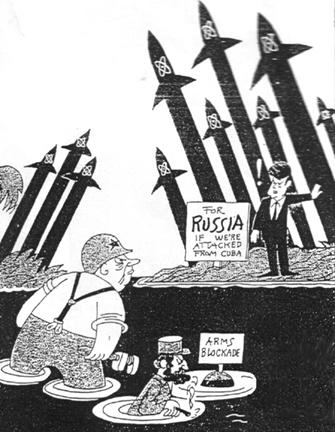 FOR
RUSSIA
IF WE'RE
ATTACKED
FROM CUBA
ARMS
BLOCKADE